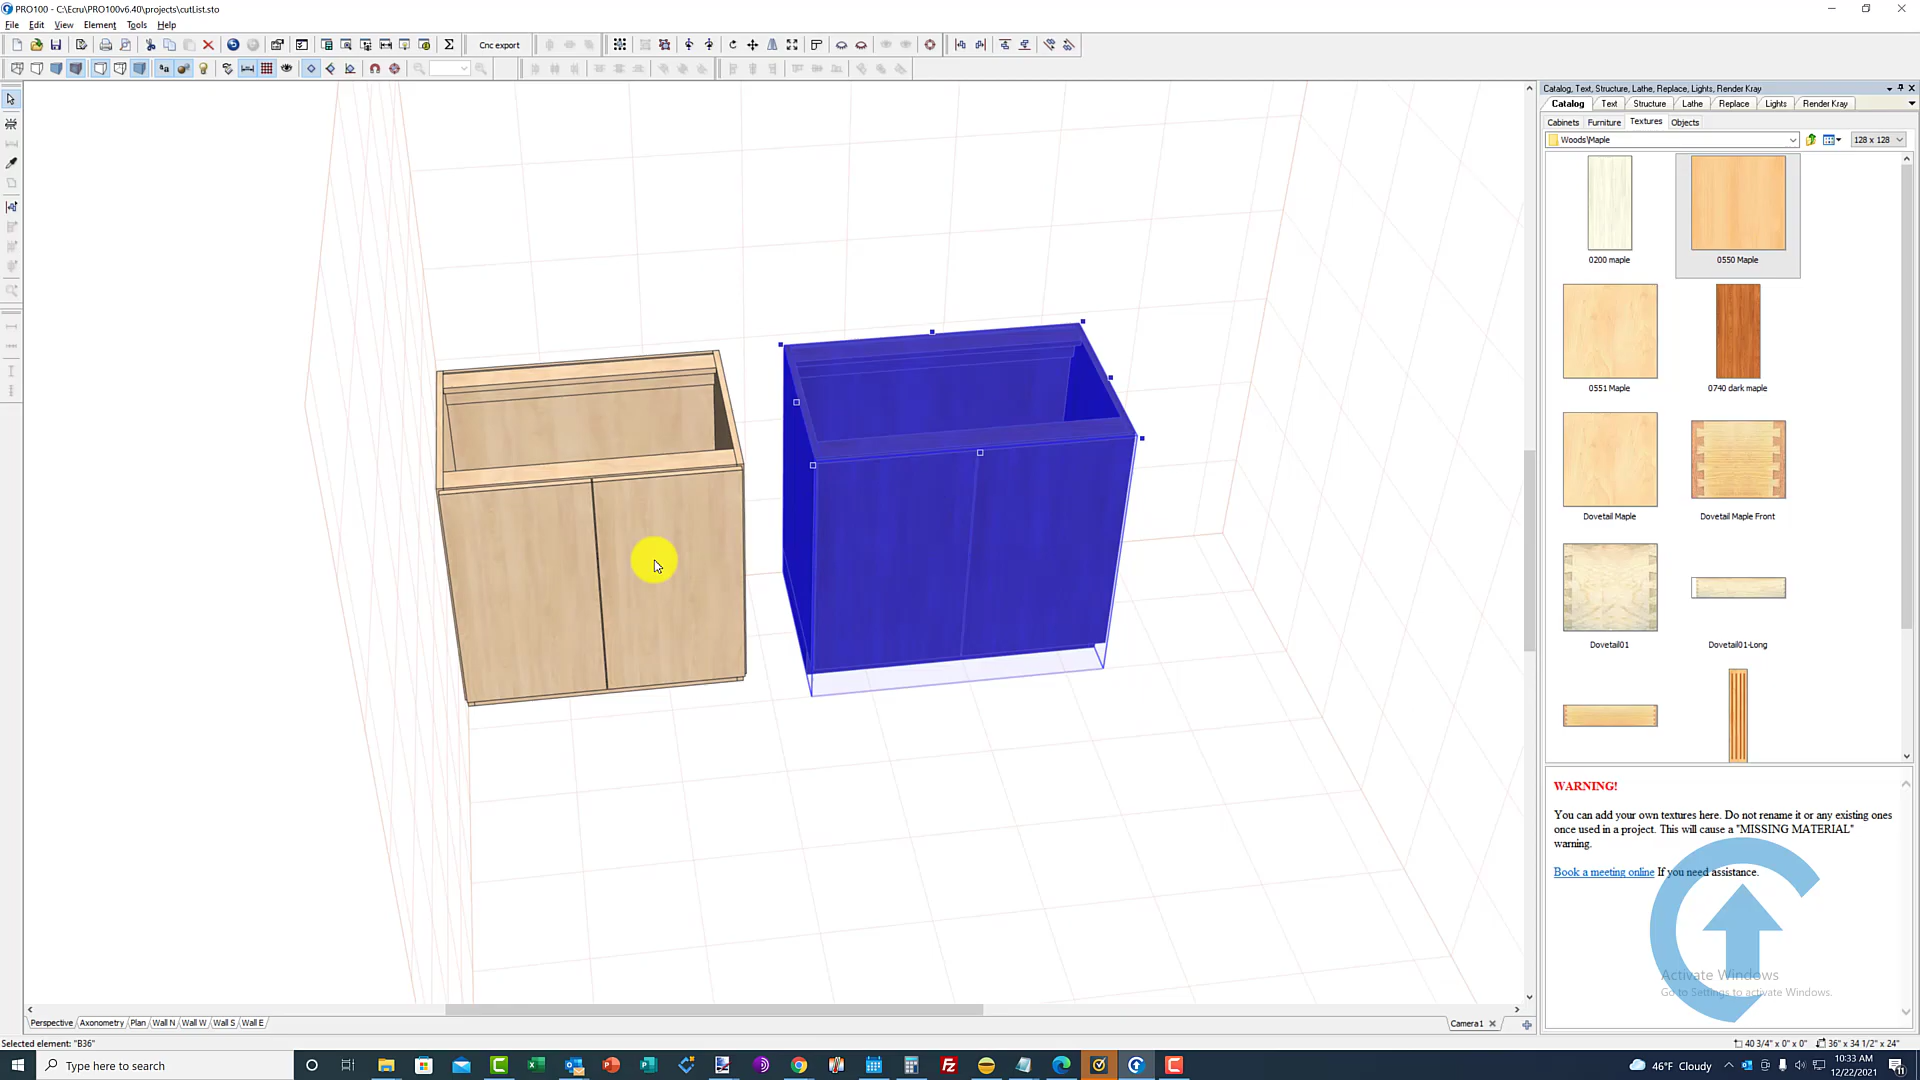 PRO100 - C:\Ecru\PRO100v6.40\projects\cutList.sto
File Edit View Element Tools Help
Cnc export
Catalog, Text, Structure, Lathe, Replace, Lights, Render Kray
Catalog Text Structure Lathe Replace Lights Render Kray
Cabinets Furniture Textures Objects
Woods\Maple
128 x 128
0200 maple
0550 Maple
0551 Maple
0740 dark maple
Dovetail Maple
Dovetail Maple Front
Dovetail01
Dovetail01-Long
WARNING!
You can add your own textures here. Do not rename it or any existing ones
once used in a project. This will cause a "MISSING MATERIAL"
warning.
Book a meeting online If you need assistance.
Activate Windows
Go to Settings to activate Windows.
Perspective Axonometry Plan Wall N Wall W Wall S Wall E
Camera1
Selected element: "B36"
40 3/4" x 0" x 0"
36" x 34 1/2" x 24"
Type here to search
46°F Cloudy
10:33 AM
12/22/2021